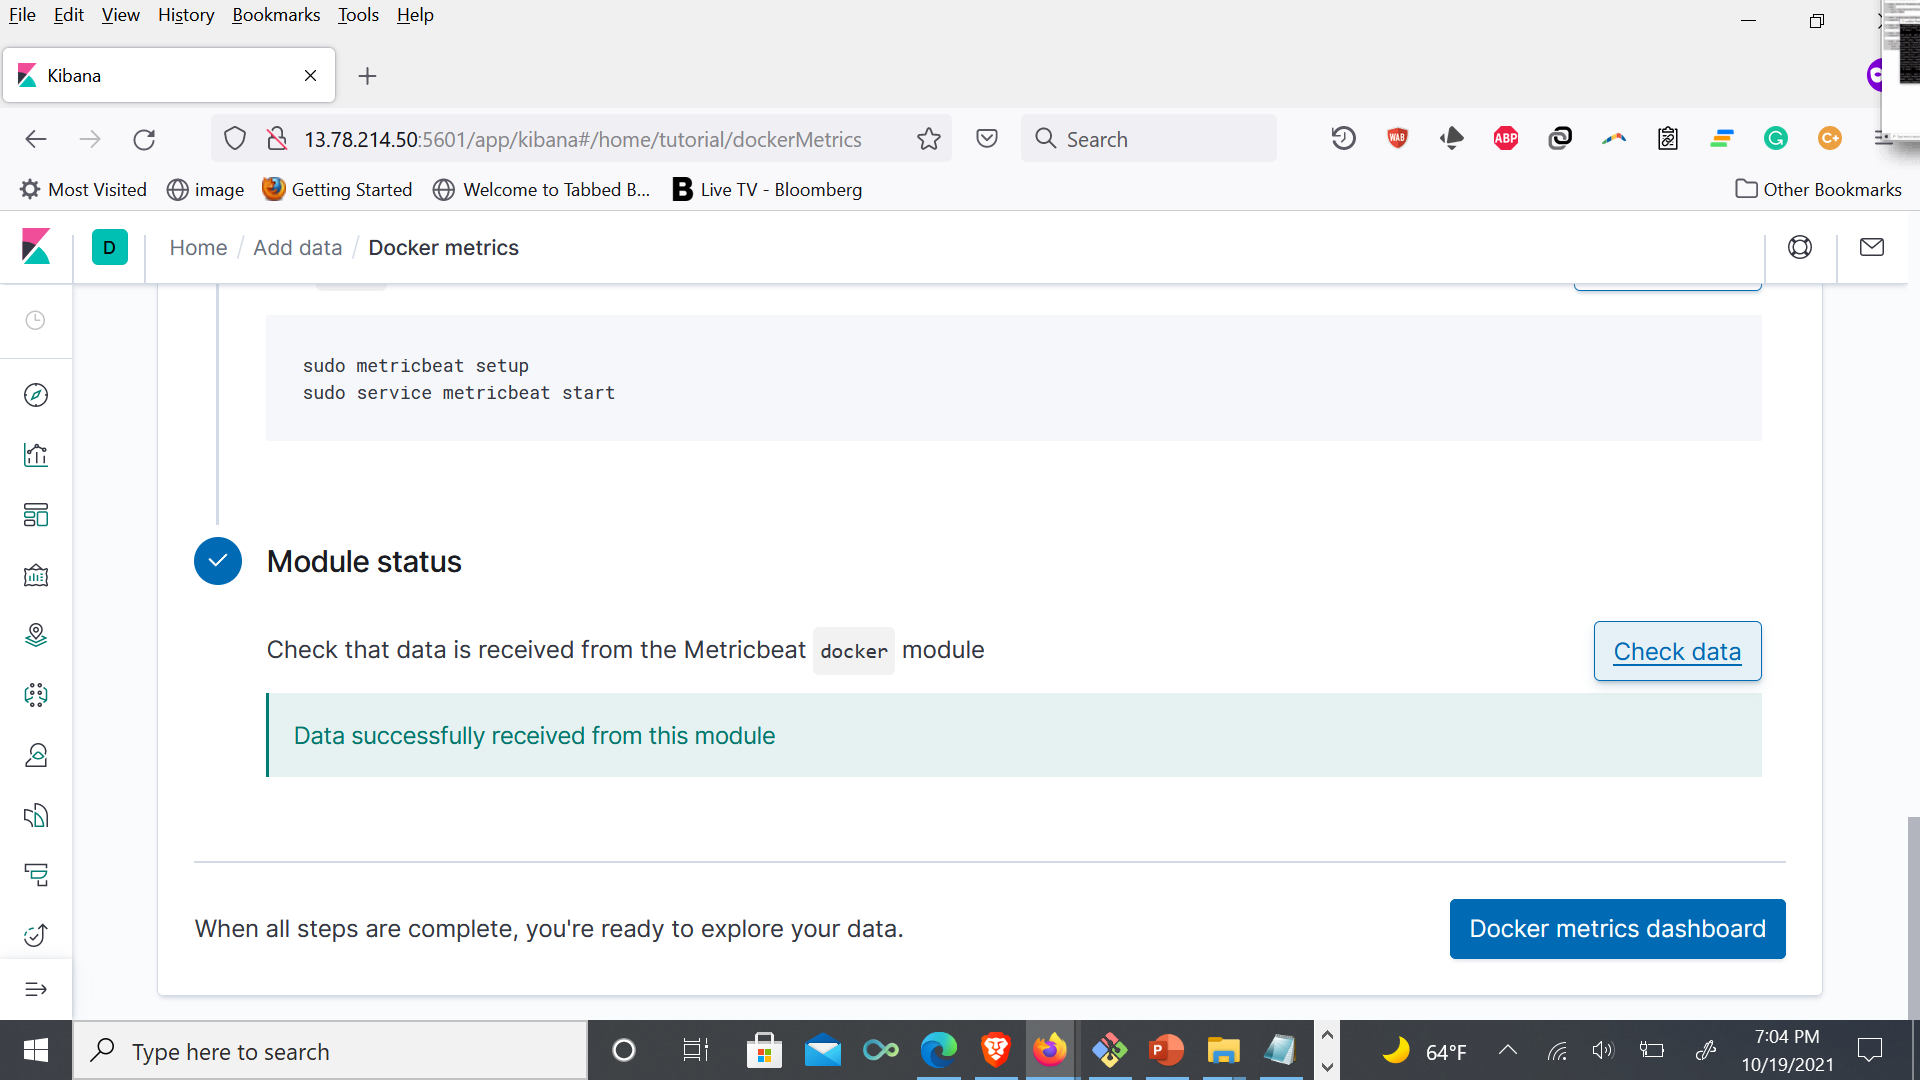 File Edit View History Bookmarks Tools Help
Kibana
13.78.214.50:5601/app/kibana#/home/tutorial/dockerMetrics
Search
WAB
ABP
G
C+
Most Visited
image
Getting Started
Welcome to Tabbed B...
B Live TV - Bloomberg
Other Bookmarks
D
Home / Add data / Docker metrics
sudo metricbeat setup
sudo service metricbeat start
Module status
Check that data is received from the Metricbeat docker module
Check data
Data successfully received from this module
When all steps are complete, you're ready to explore your data.
Docker metrics dashboard
Type here to search
P
64°F
7:04 PM
10/19/2021